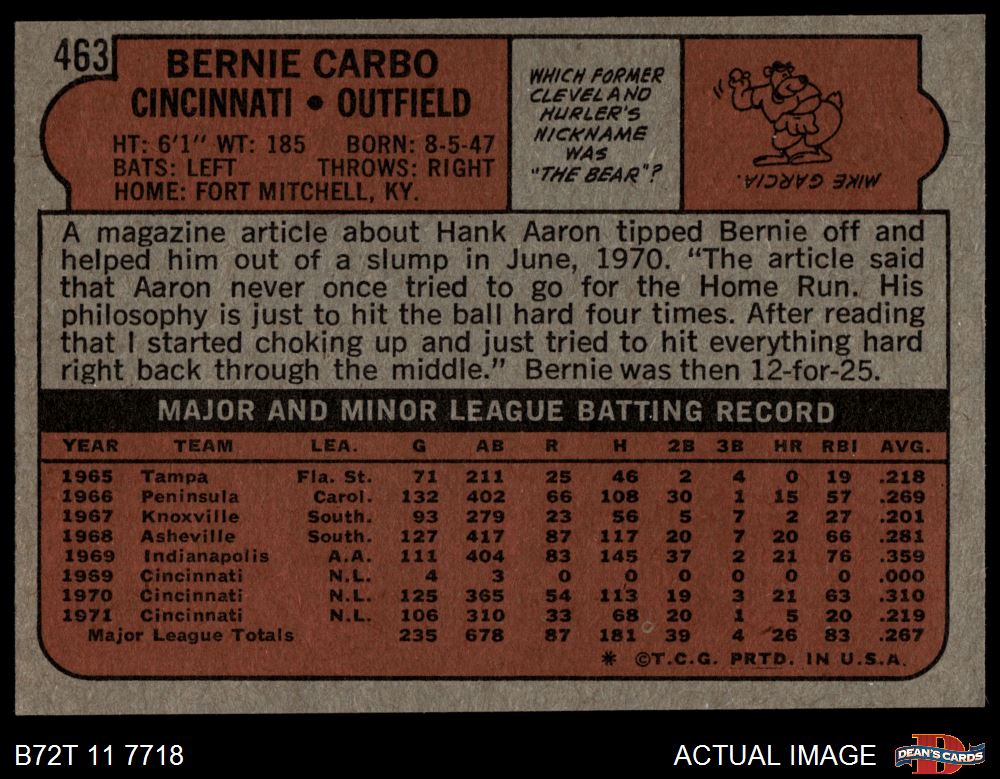 463
BERNIE CARBO
CINCINNATI • OUTFIELD
HT: 6'1" WT: 185 BORN: 8-5-47
BATS: LEFT THROWS: RIGHT
HOME: FORT MITCHELL, KY.
WHICH FORMER
CLEVELAND
HURLER'S
NICKNAME
WAS
"THE BEAR"?
MIKE GARCIA.
A magazine article about Hank Aaron tipped Bernie off and
helped him out of a slump in June, 1970. "The article said
that Aaron never once tried to go for the Home Run. His
philosophy is just to hit the ball hard four times. After reading
that I started choking up and just tried to hit everything hard
right back through the middle." Bernie was then 12-for-25.
MAJOR AND MINOR LEAGUE BATTING RECORD
YEAR TEAM LEA. G AB R H 2B 3B HR RBI AVG.
1965 Tampa Fla. St. 71 211 25 46 2 4 0 19 .218
1966 Peninsula Carol. 132 402 66 108 30 1 15 57 .269
1967 Knoxville South. 93 279 23 56 5 7 2 27 .201
1968 Asheville South. 127 417 87 117 20 7 20 66 .281
1969 Indianapolis A.A. 111 404 83 145 37 2 21 76 .359
1969 Cincinnati N.L. 4 3 0 0 0 0 0 0 .000
1970 Cincinnati N.L. 125 365 54 113 19 3 21 63 .310
1971 Cincinnati N.L. 106 310 33 68 20 1 5 20 .219
Major League Totals 235 678 87 181 39 4 26 83 .267
* ©T.C.G. PRTD. IN U.S.A.
B72T 11 7718
ACTUAL IMAGE
D
DEAN'S CARDS